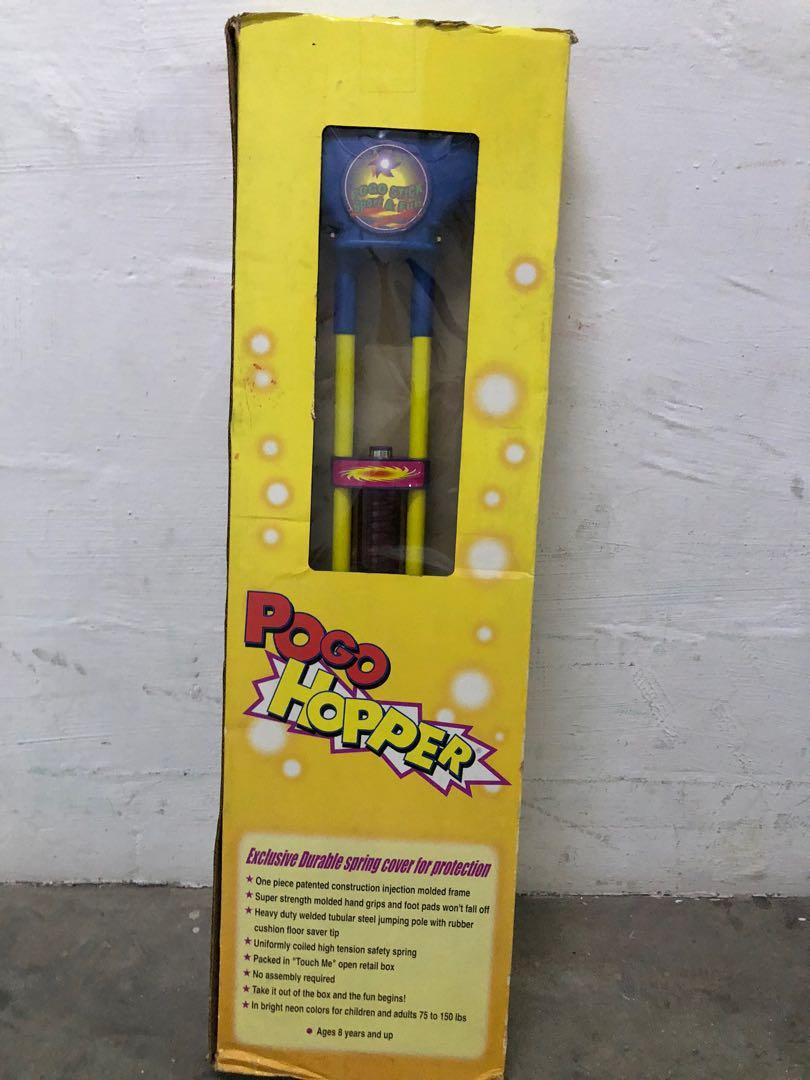 POGO STICK
Sport & Fun
POGO
HOPPER
Exclusive Durable spring cover for protection
★ One piece patented construction injection molded frame
★ Super strength molded hand grips and foot pads won't fall off
★ Heavy duty welded tubular steel jumping pole with rubber
cushion floor saver tip
★ Uniformly coiled high tension safety spring
★ Packed in "Touch Me" open retail box
★ No assembly required
★ Take it out of the box and the fun begins!
★ In bright neon colors for children and adults 75 to 150 lbs
● Ages 8 years and up